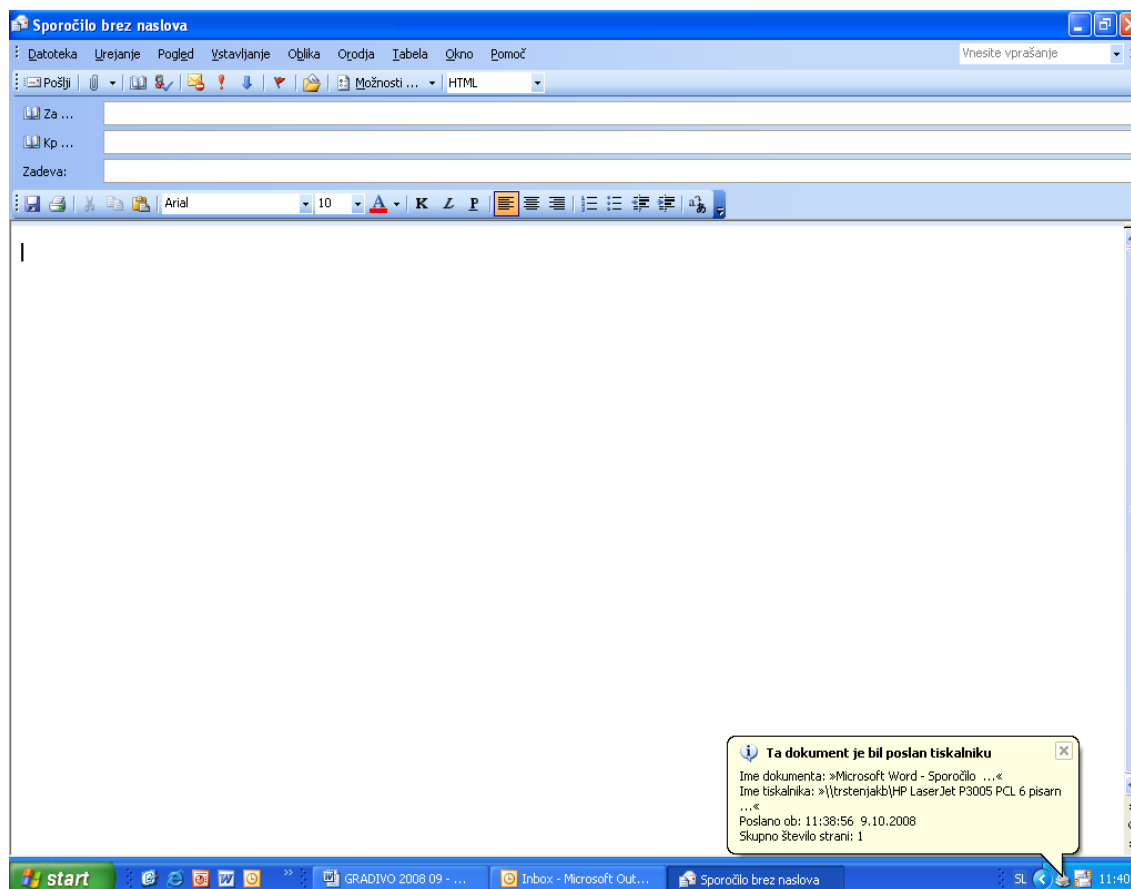 Sporočilo brez naslova
Datoteka Urejanje Pogled Vstavljanje Oblika Orodja Tabela Okno Pomoč Vnesite vprašanje
Pošlji Možnosti ... HTML
Za ...
Kp ...
Zadeva:
Arial 10 A K L P
Ta dokument je bil poslan tiskalniku
Ime dokumenta: »Microsoft Word - Sporočilo ...«
Ime tiskalnika: »\\trstenjakb\HP LaserJet P3005 PCL 6 pisarn
...«
Poslano ob: 11:38:56 9.10.2008
Skupno število strani: 1
start GRADIVO 2008 09 - ... Inbox - Microsoft Out... Sporočilo brez naslova SL 11:40